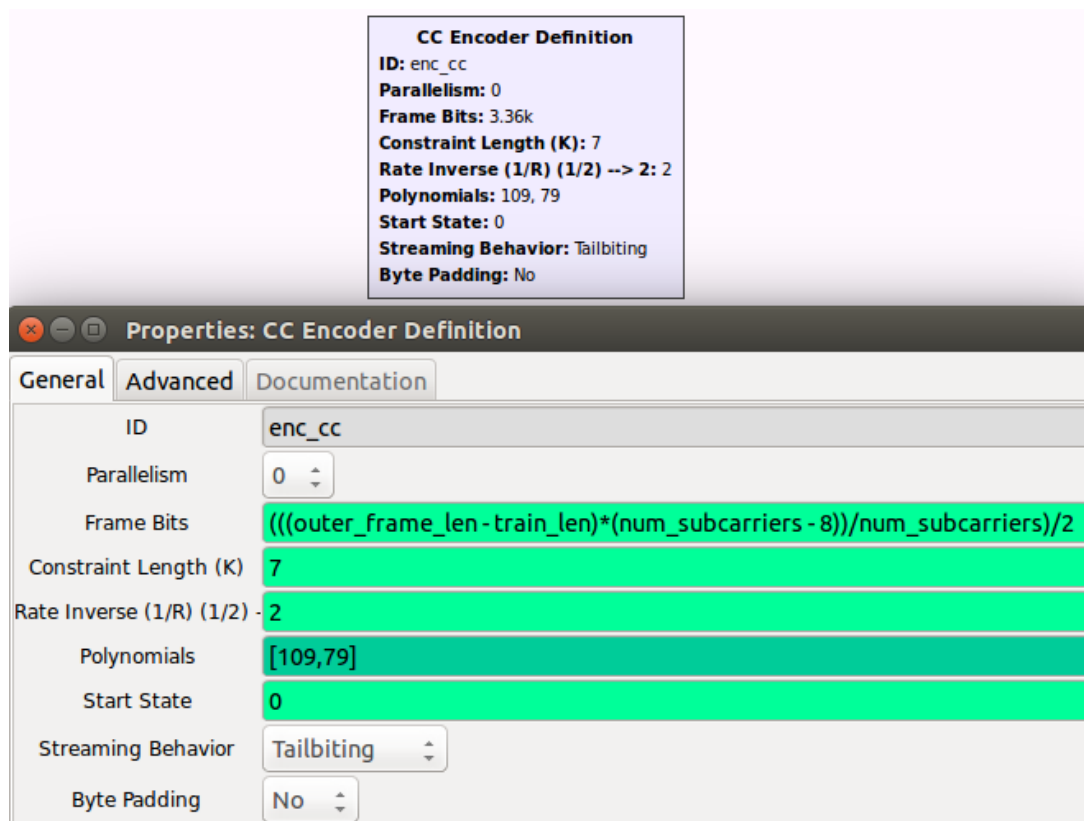 CC Encoder Definition
ID: enc_cc
Parallelism: 0
Frame Bits: 3.36k
Constraint Length (K): 7
Rate Inverse (1/R) (1/2) --> 2: 2
Polynomials: 109, 79
Start State: 0
Streaming Behavior: Tailbiting
Byte Padding: No
Properties: CC Encoder Definition
General Advanced Documentation
ID enc_cc
Parallelism 0
Frame Bits (((outer_frame_len - train_len)*(num_subcarriers - 8))/num_subcarriers)/2
Constraint Length (K) 7
Rate Inverse (1/R) (1/2) - 2
Polynomials [109,79]
Start State 0
Streaming Behavior Tailbiting
Byte Padding No